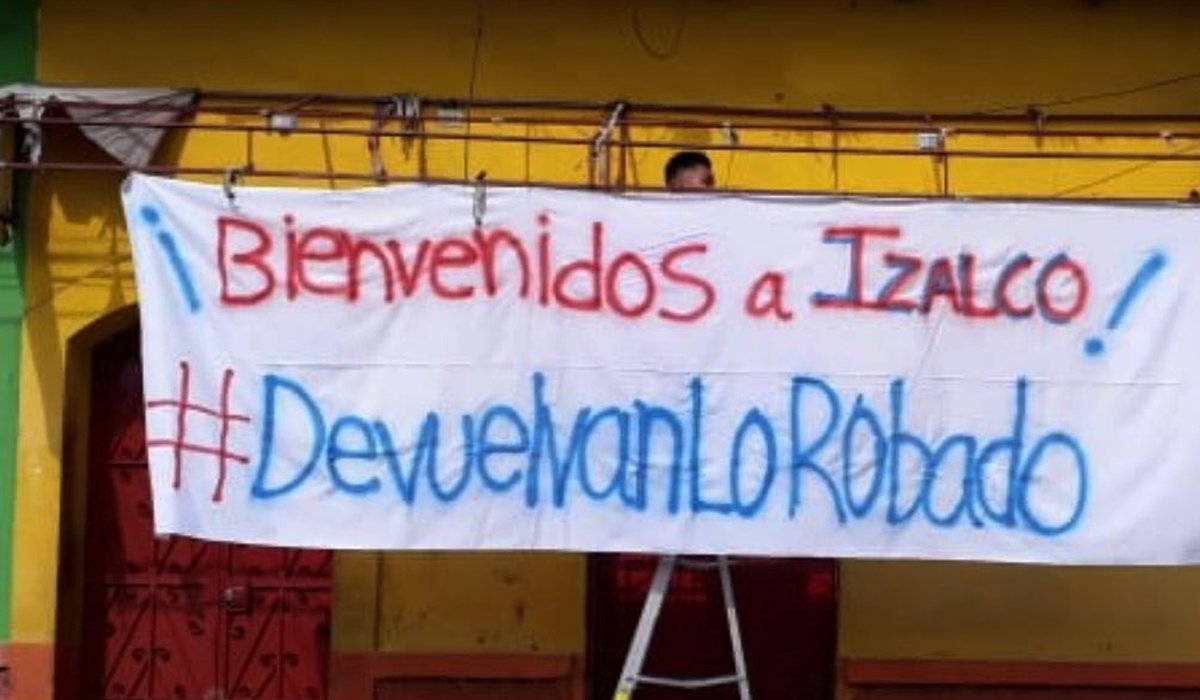 ¡Bienvenidos a IZALCO!
#DevuelvanLoRobado